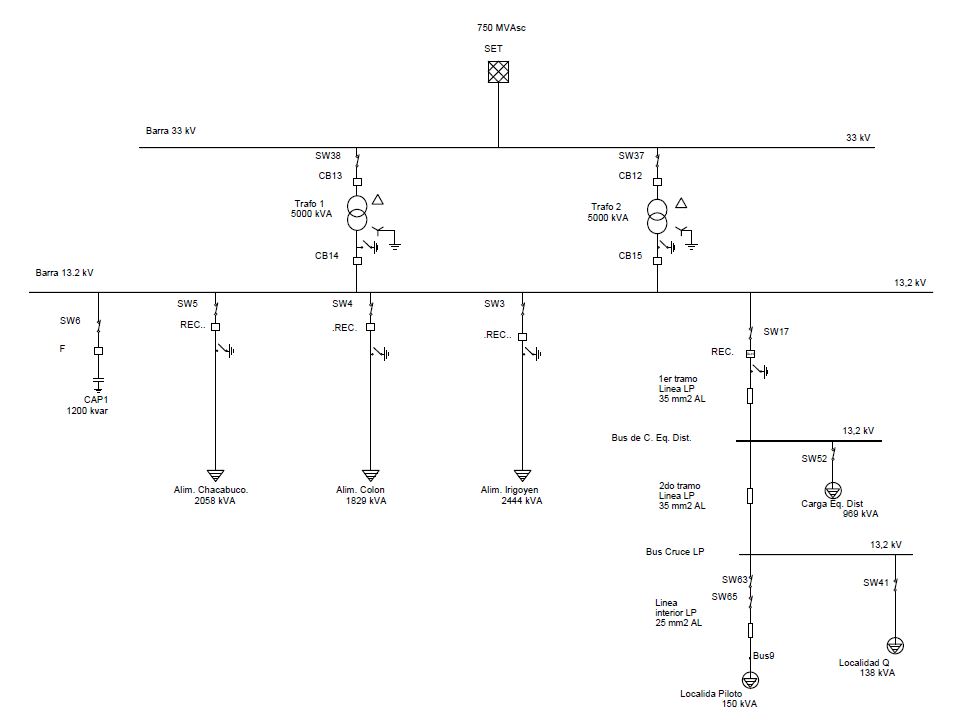 750 MVAsc
SET
Barra 33 kV
33 kV
SW38
SW37
CB13
CB12
Trafo 1
5000 kVA
Trafo 2
5000 kVA
CB14
CB15
Barra 13.2 kV
13,2 kV
SW6
SW5
SW4
SW3
SW17
REC..
.REC.
.REC..
REC.
F
CAP1
1200 kvar
1er tramo
Linea LP
35 mm2 AL
Bus de C. Eq. Dist.
13,2 kV
SW52
Alim. Chacabuco.
2058 kVA
Alim. Colon
1829 kVA
Alim. Irigoyen
2444 kVA
2do tramo
Linea LP
35 mm2 AL
Carga Eq. Dist
969 kVA
Bus Cruce LP
13,2 kV
SW63
SW65
SW41
Linea
interior LP
25 mm2 AL
Bus9
Localidad Q
138 kVA
Localida Piloto
150 kVA